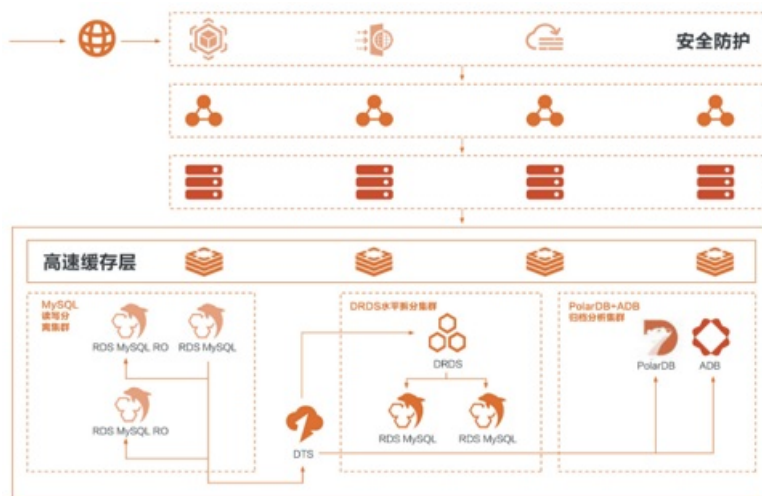 安全防护
高速缓存层
MySQL
读写分
离集群
RDS MySQL RO
RDS MySQL
RDS MySQL RO
DTS
DRDS水平拆分集群
DRDS
RDS MySQL
RDS MySQL
PolarDB+ADB
归档分析集群
PolarDB
ADB